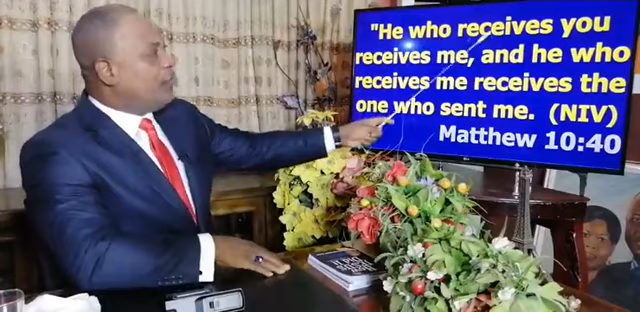 "He who receives you
receives me, and he who
receives me receives the
one who sent me. (NIV)
Matthew 10:40